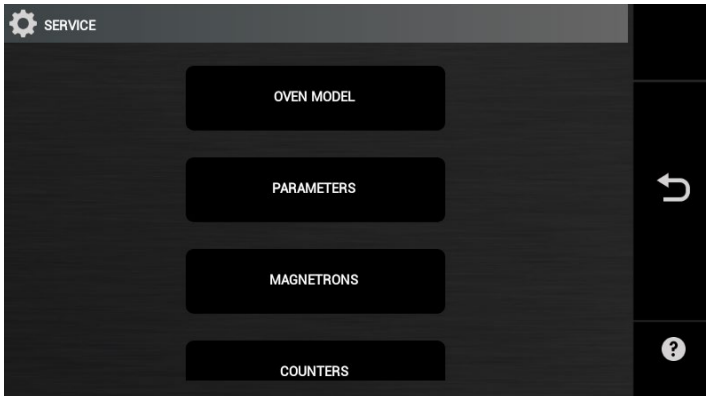 SERVICE
OVEN MODEL
PARAMETERS
MAGNETRONS
COUNTERS
?